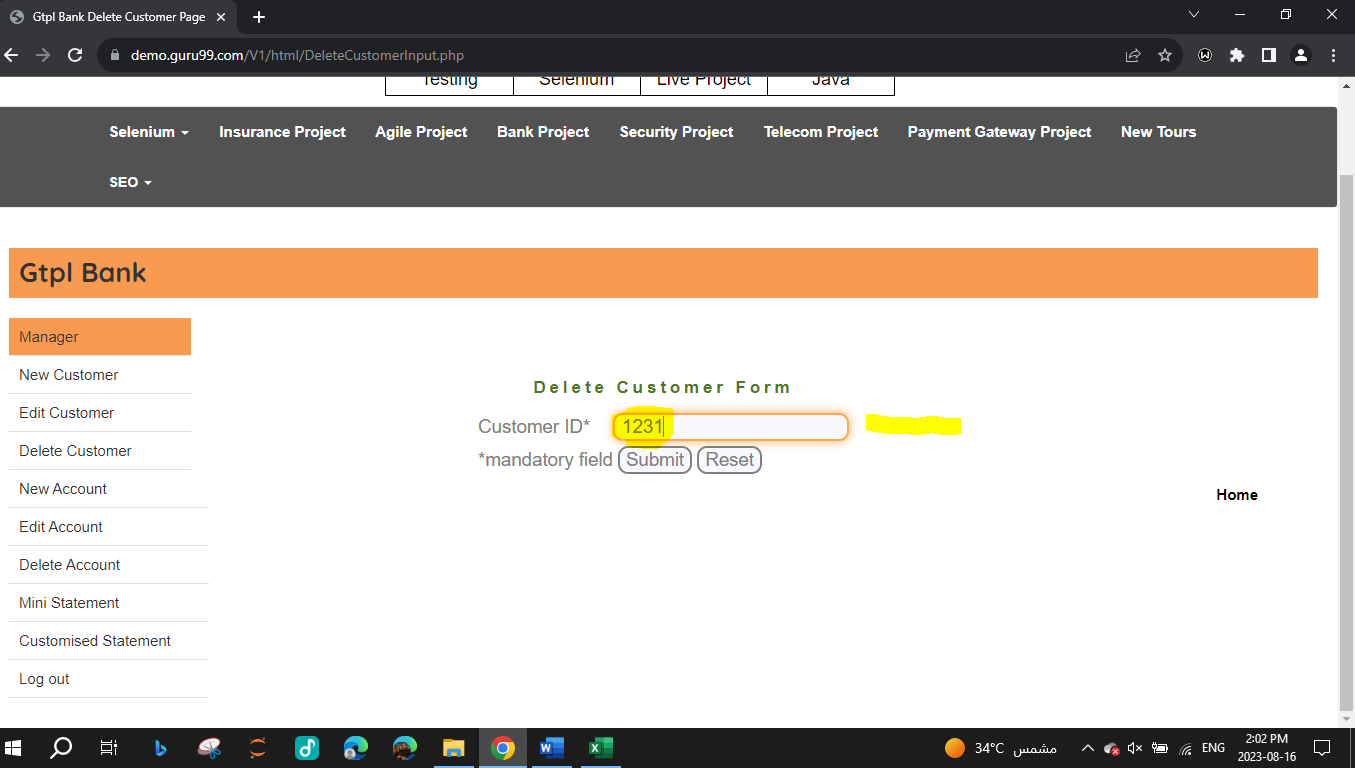 Gtpl Bank Delete Customer Page
demo.guru99.com/V1/html/DeleteCustomerInput.php
Testing Selenium Live Project Java
Selenium Insurance Project Agile Project Bank Project Security Project Telecom Project Payment Gateway Project New Tours
SEO
Gtpl Bank
Manager
New Customer
Edit Customer
Delete Customer
New Account
Edit Account
Delete Account
Mini Statement
Customised Statement
Log out
Delete Customer Form
Customer ID* 1231
*mandatory field Submit Reset
Home
34°C مشمس ENG 2:02 PM
2023-08-16